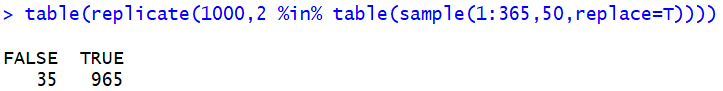 > table(replicate(1000,2 %in% table(sample(1:365,50,replace=T))))
FALSE TRUE
35 965